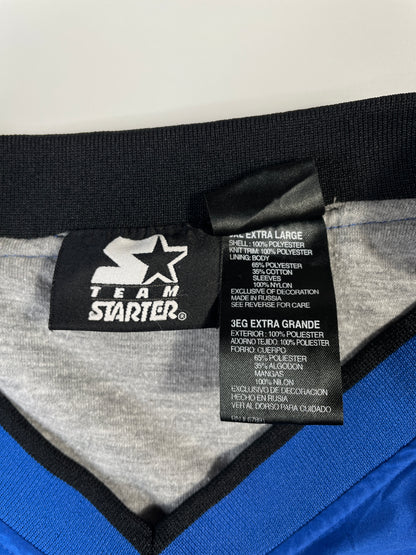 TEAM
STARTER®
EXTRA LARGE
SHELL: 100% POLYESTER
KNIT TRIM: 100% POLYESTER
LINING: BODY
65% POLYESTER
35% COTTON
SLEEVES
100% NYLON
EXCLUSIVE OF DECORATION
MADE IN RUSSIA
SEE REVERSE FOR CARE
3EG EXTRA GRANDE
EXTERIOR: 100% POLIESTER
ADORNO TEJIDO: 100% POLIESTER
FORRO: CUERPO
65% POLIESTER
35% ALGODON
MANGAS
100% NILON
EXCLUSIVO DE DECORACION
HECHO EN RUSIA
VER AL DORSO PARA CUIDADO